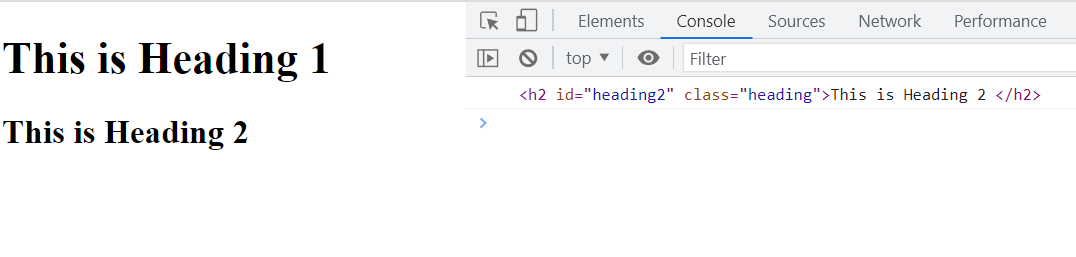 This is Heading 1
This is Heading 2
Elements Console Sources Network Performance
top ▼ Filter
<h2 id="heading2" class="heading">This is Heading 2 </h2>
>